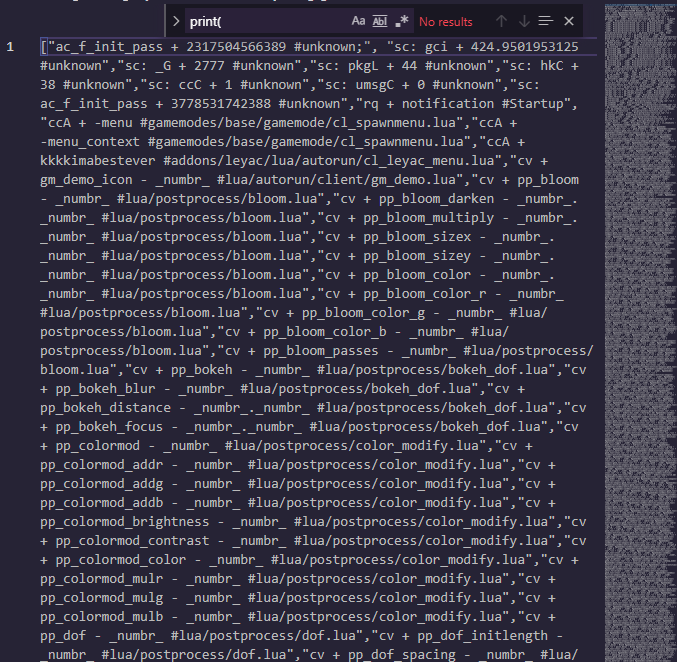 print(
Aa Abl .* No results
1
["ac_f_init_pass + 2317504566389 #unknown;", "sc: gci + 424.9501953125
#unknown","sc: _G + 2777 #unknown","sc: pkgL + 44 #unknown","sc: hkC +
38 #unknown","sc: ccC + 1 #unknown","sc: umsgC + 0 #unknown","sc:
ac_f_init_pass + 3778531742388 #unknown","rq + notification #Startup",
"ccA + -menu #gamemodes/base/gamemode/cl_spawnmenu.lua","ccA +
-menu_context #gamemodes/base/gamemode/cl_spawnmenu.lua","ccA +
kkkkimabestever #addons/leyac/lua/autorun/cl_leyac_menu.lua","cv +
gm_demo_icon - _numbr_ #lua/autorun/client/gm_demo.lua","cv + pp_bloom
- _numbr_ #lua/postprocess/bloom.lua","cv + pp_bloom_darken - _numbr_.
_numbr_ #lua/postprocess/bloom.lua","cv + pp_bloom_multiply - _numbr_.
_numbr_ #lua/postprocess/bloom.lua","cv + pp_bloom_sizex - _numbr_.
_numbr_ #lua/postprocess/bloom.lua","cv + pp_bloom_sizey - _numbr_.
_numbr_ #lua/postprocess/bloom.lua","cv + pp_bloom_color - _numbr_.
_numbr_ #lua/postprocess/bloom.lua","cv + pp_bloom_color_r - _numbr_
#lua/postprocess/bloom.lua","cv + pp_bloom_color_g - _numbr_ #lua/
postprocess/bloom.lua","cv + pp_bloom_color_b - _numbr_ #lua/
postprocess/bloom.lua","cv + pp_bloom_passes - _numbr_ #lua/postprocess/
bloom.lua","cv + pp_bokeh - _numbr_ #lua/postprocess/bokeh_dof.lua","cv
+ pp_bokeh_blur - _numbr_ #lua/postprocess/bokeh_dof.lua","cv +
pp_bokeh_distance - _numbr_._numbr_ #lua/postprocess/bokeh_dof.lua","cv
+ pp_bokeh_focus - _numbr_._numbr_ #lua/postprocess/bokeh_dof.lua","cv
+ pp_colormod - _numbr_ #lua/postprocess/color_modify.lua","cv +
pp_colormod_addr - _numbr_ #lua/postprocess/color_modify.lua","cv +
pp_colormod_addg - _numbr_ #lua/postprocess/color_modify.lua","cv +
pp_colormod_addb - _numbr_ #lua/postprocess/color_modify.lua","cv +
pp_colormod_brightness - _numbr_ #lua/postprocess/color_modify.lua","cv
+ pp_colormod_contrast - _numbr_ #lua/postprocess/color_modify.lua","cv
+ pp_colormod_color - _numbr_ #lua/postprocess/color_modify.lua","cv +
pp_colormod_mulr - _numbr_ #lua/postprocess/color_modify.lua","cv +
pp_colormod_mulg - _numbr_ #lua/postprocess/color_modify.lua","cv +
pp_colormod_mulb - _numbr_ #lua/postprocess/color_modify.lua","cv +
pp_dof - _numbr_ #lua/postprocess/dof.lua","cv + pp_dof_initlength -
_numbr_ #lua/postprocess/dof.lua","cv + pp_dof_spacing - _numbr_ #lua/